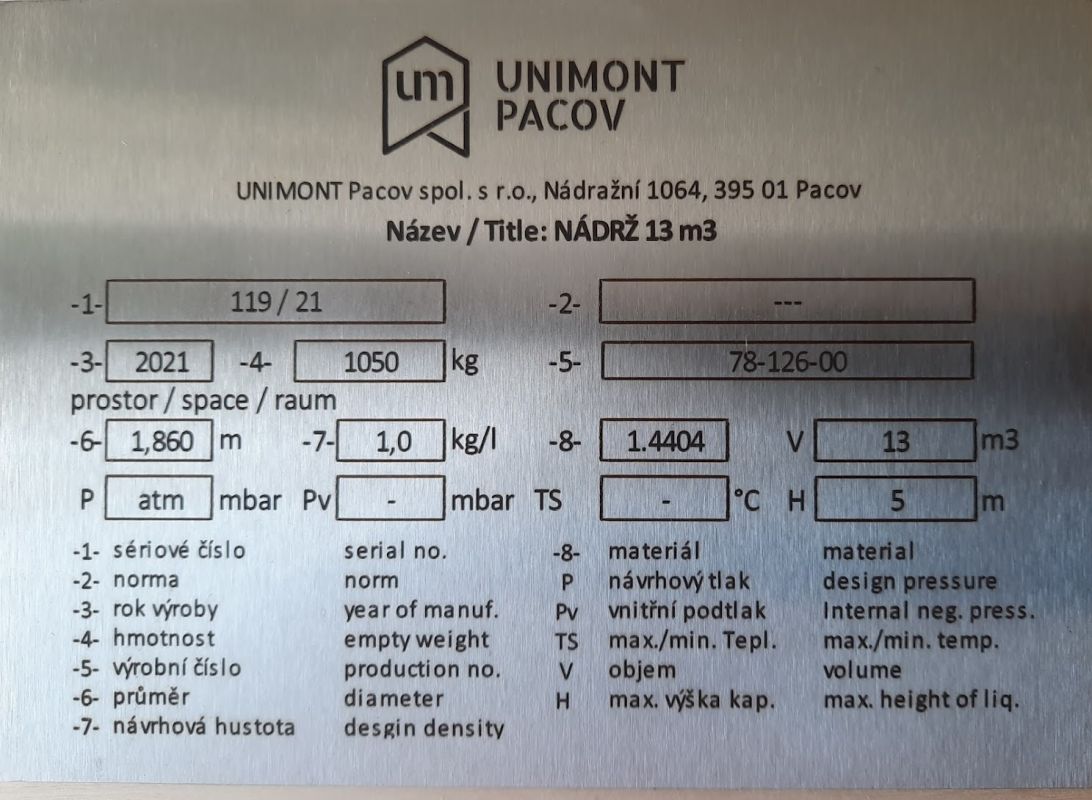 um UNIMONT
PACOV
UNIMONT Pacov spol. s r.o., Nádražní 1064, 395 01 Pacov
Název / Title: NÁDRŽ 13 m3
-1- 119 / 21 -2- ---
-3- 2021 -4- 1050 kg -5- 78-126-00
prostor / space / raum
-6- 1,860 m -7- 1,0 kg/l -8- 1.4404 V 13 m3
P atm mbar Pv - mbar TS - °C H 5 m
-1- sériové číslo serial no. -8- materiál material
-2- norma norm P návrhový tlak design pressure
-3- rok výroby year of manuf. Pv vnitřní podtlak Internal neg. press.
-4- hmotnost empty weight TS max./min. Tepl. max./min. temp.
-5- výrobní číslo production no. V objem volume
-6- průměr diameter H max. výška kap. max. height of liq.
-7- návrhová hustota desgin density